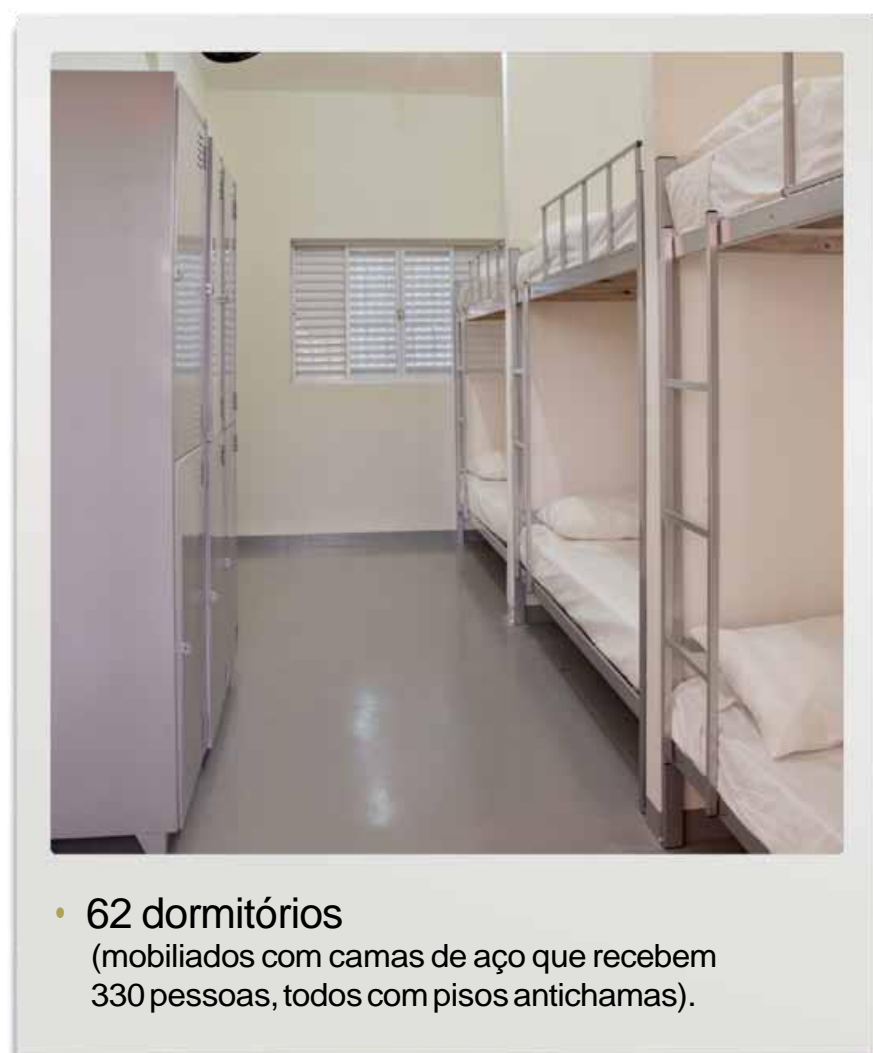 • 62 dormitórios
(mobiliados com camas de aço que recebem
330 pessoas, todos com pisos antichamas).